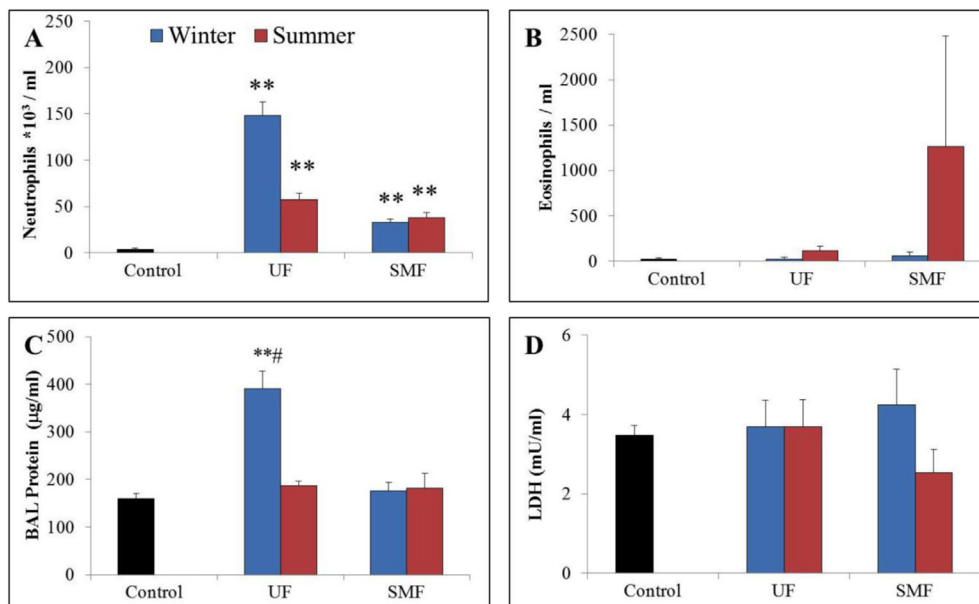 A
Winter
Summer
Neutrophils *10³ / ml
250
200
150
100
50
0
**
**
**
**
Control
UF
SMF
B
Eosinophils / ml
2500
2000
1500
1000
500
0
Control
UF
SMF
C
BAL Protein (µg/ml)
500
400
300
200
100
0
**#
Control
UF
SMF
D
LDH (mU/ml)
6
4
2
0
Control
UF
SMF